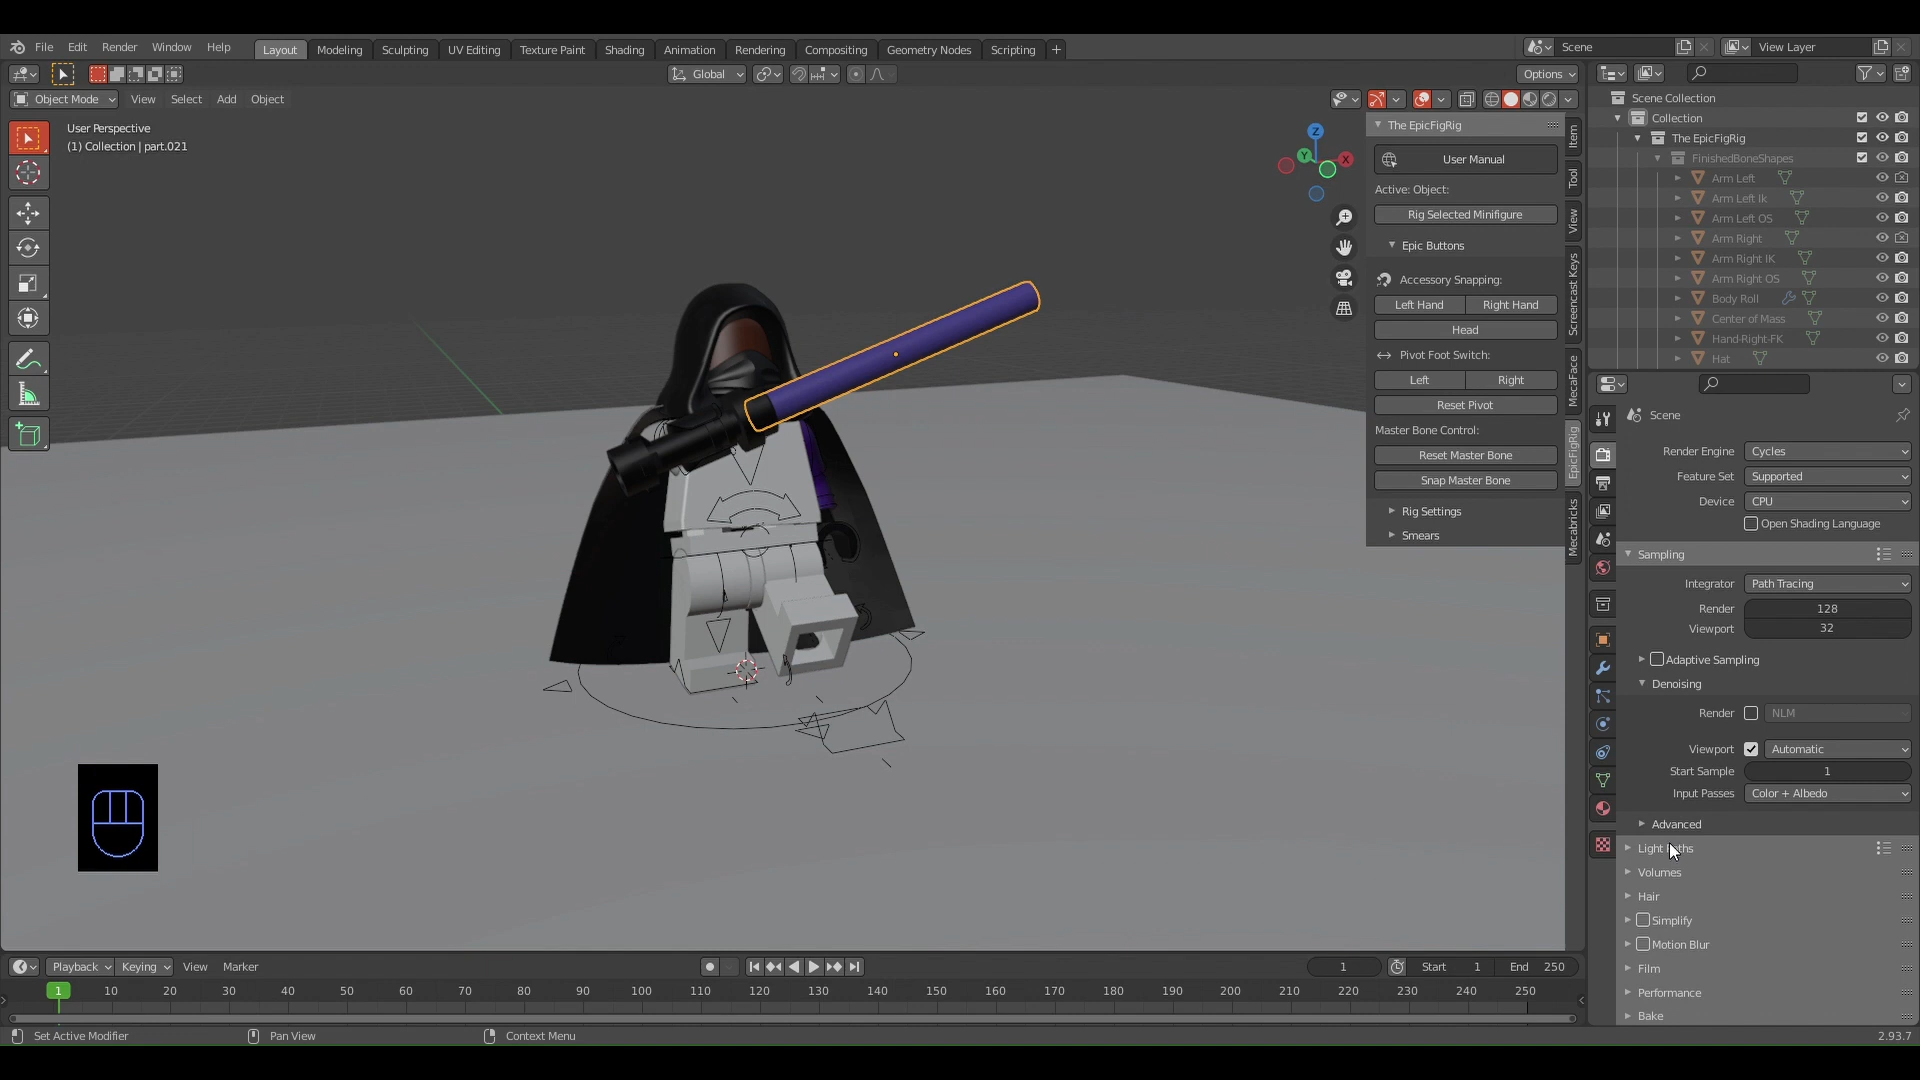 File Edit Render Window Help Layout Modeling Sculpting UV Editing Texture Paint Shading Animation Rendering Compositing Geometry Nodes Scripting + Scene View Layer
Global Options
Object Mode View Select Add Object
User Perspective
(1) Collection | part.021
Z
Y
X
The EpicFigRig
User Manual
Active: Object:
Rig Selected Minifigure
Epic Buttons
Accessory Snapping:
Left Hand Right Hand
Head
Pivot Foot Switch:
Left Right
Reset Pivot
Master Bone Control:
Reset Master Bone
Snap Master Bone
Rig Settings
Smears
Item
Tool
View
Screencast Keys
MecaFace
EpicFigRig
Mecabricks
Scene Collection
Collection
The EpicFigRig
FinishedBoneShapes
Arm Left
Arm Left Ik
Arm Left OS
Arm Right
Arm Right IK
Arm Right OS
Body Roll
Center of Mass
Hand-Right-FK
Hat
Scene
Render Engine Cycles
Feature Set Supported
Device CPU
Open Shading Language
Sampling
Integrator Path Tracing
Render 128
Viewport 32
Adaptive Sampling
Denoising
Render NLM
Viewport Automatic
Start Sample 1
Input Passes Color + Albedo
Advanced
Light
Volumes
Hair
Simplify
Motion Blur
Film
Performance
Bake
Playback Keying View Marker 1 Start 1 End 250
1 10 20 30 40 50 60 70 80 90 100 110 120 130 140 150 160 170 180 190 200 210 220 230 240 250
Set Active Modifier Pan View Context Menu 2.93.7